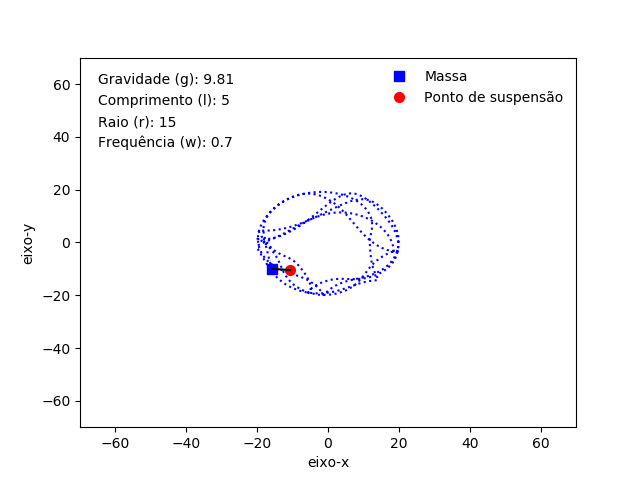 Gravidade (g): 9.81
Comprimento (l): 5
Raio (r): 15
Frequência (w): 0.7
Massa
Ponto de suspensão
eixo-y
60
40
20
0
−20
−40
−60
−60 −40 −20 0 20 40 60
eixo-x